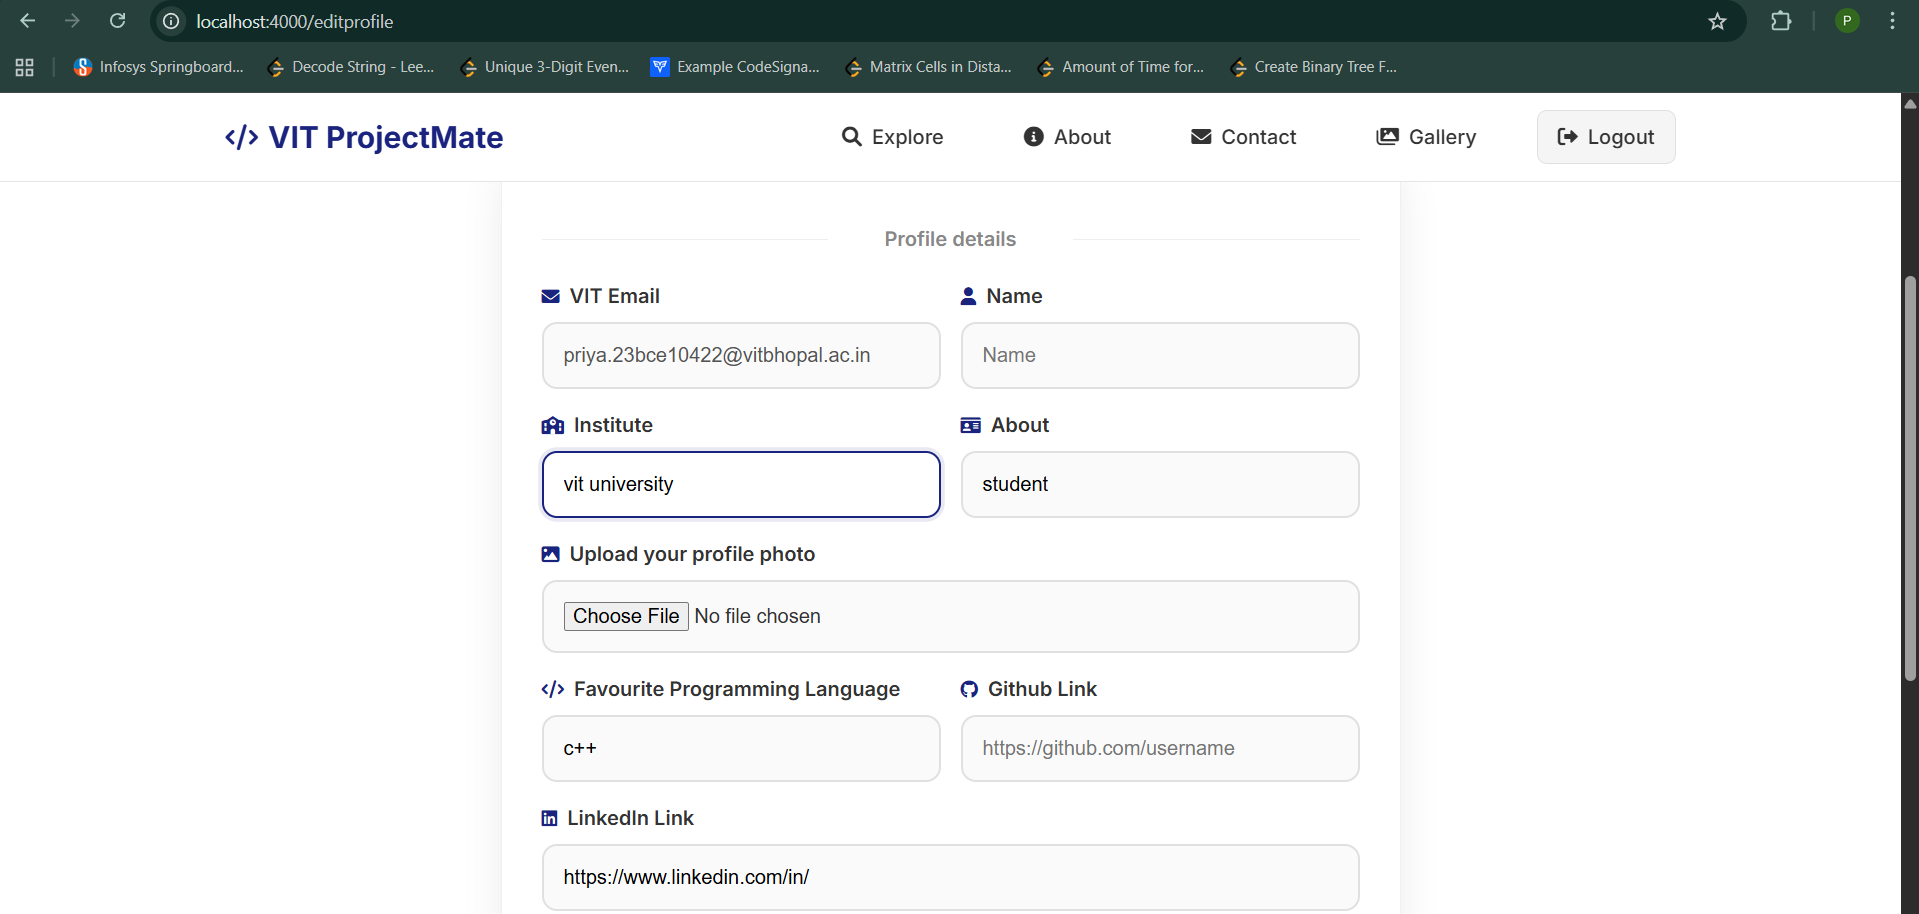 localhost:4000/editprofile
P
Infosys Springboard...
Decode String - Lee...
Unique 3-Digit Even...
Example CodeSigna...
Matrix Cells in Dista...
Amount of Time for...
Create Binary Tree F...
</> VIT ProjectMate
Explore
About
Contact
Gallery
Logout
Profile details
VIT Email
Name
priya.23bce10422@vitbhopal.ac.in
Name
Institute
About
vit university
student
Upload your profile photo
Choose File No file chosen
</> Favourite Programming Language
Github Link
c++
https://github.com/username
in LinkedIn Link
https://www.linkedin.com/in/